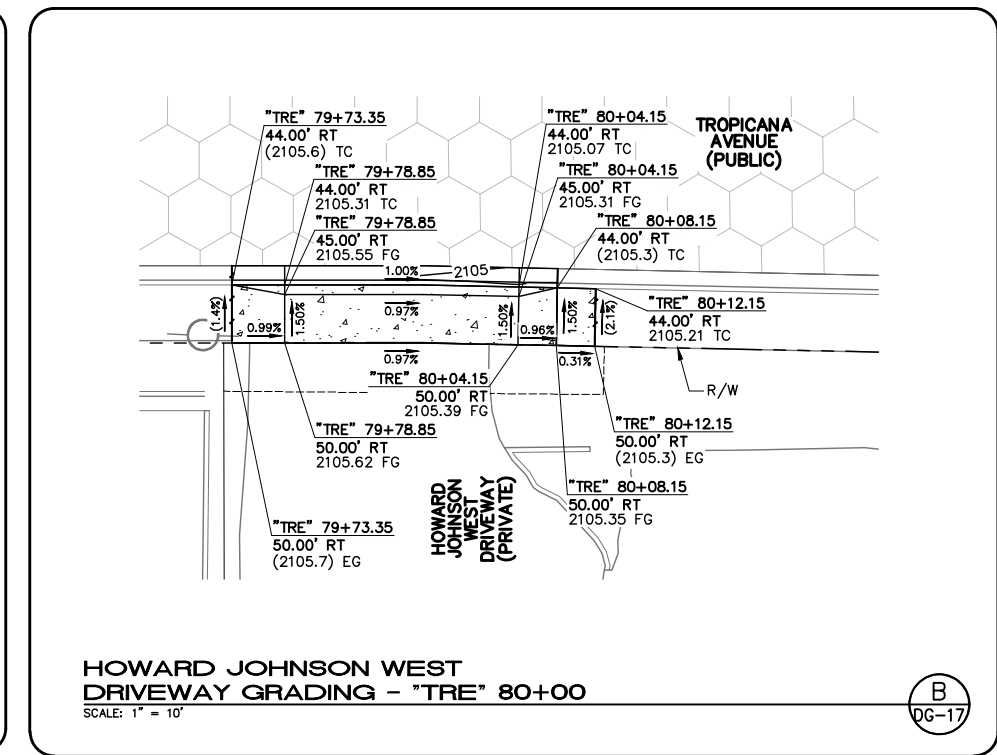 "TRE" 79+73.35
44.00' RT
(2105.6) TC
"TRE" 79+78.85
44.00' RT
2105.31 TC
"TRE" 79+78.85
45.00' RT
2105.55 FG
"TRE" 80+04.15
44.00' RT
2105.07 TC
"TRE" 80+04.15
45.00' RT
2105.31 FG
"TRE" 80+08.15
44.00' RT
(2105.3) TC
TROPICANA
AVENUE
(PUBLIC)
1.00%
2105
(1.4%)
0.99%
1.50%
0.97%
0.97%
1.50%
0.96%
1.50%
(2.1%)
0.31%
"TRE" 80+12.15
44.00' RT
2105.21 TC
R/W
"TRE" 80+04.15
50.00' RT
2105.39 FG
"TRE" 79+78.85
50.00' RT
2105.62 FG
"TRE" 80+12.15
50.00' RT
(2105.3) EG
"TRE" 80+08.15
50.00' RT
2105.35 FG
"TRE" 79+73.35
50.00' RT
(2105.7) EG
HOWARD
JOHNSON
WEST
DRIVEWAY
(PRIVATE)
HOWARD JOHNSON WEST
DRIVEWAY GRADING - "TRE" 80+00
SCALE: 1" = 10'
B
DG-17